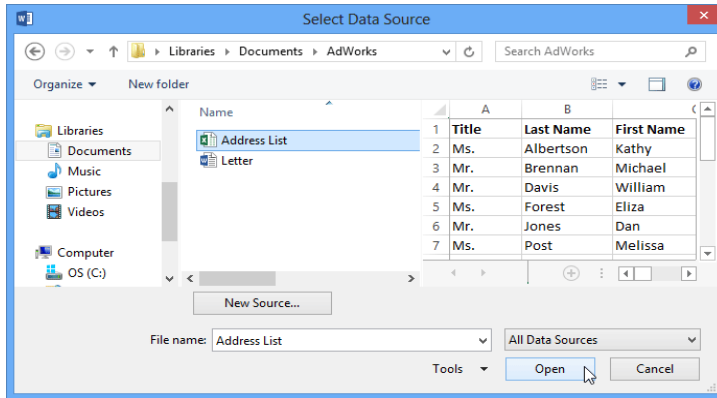 Select Data Source
Libraries Documents AdWorks
Search AdWorks
Organize
New folder
Libraries
Documents
Music
Pictures
Videos
Computer
OS (C:)
Name
Address List
Letter
A B
1 Title Last Name First Name
2 Ms. Albertson Kathy
3 Mr. Brennan Michael
4 Mr. Davis William
5 Ms. Forest Eliza
6 Mr. Jones Dan
7 Ms. Post Melissa
New Source...
File name: Address List
All Data Sources
Tools
Open
Cancel